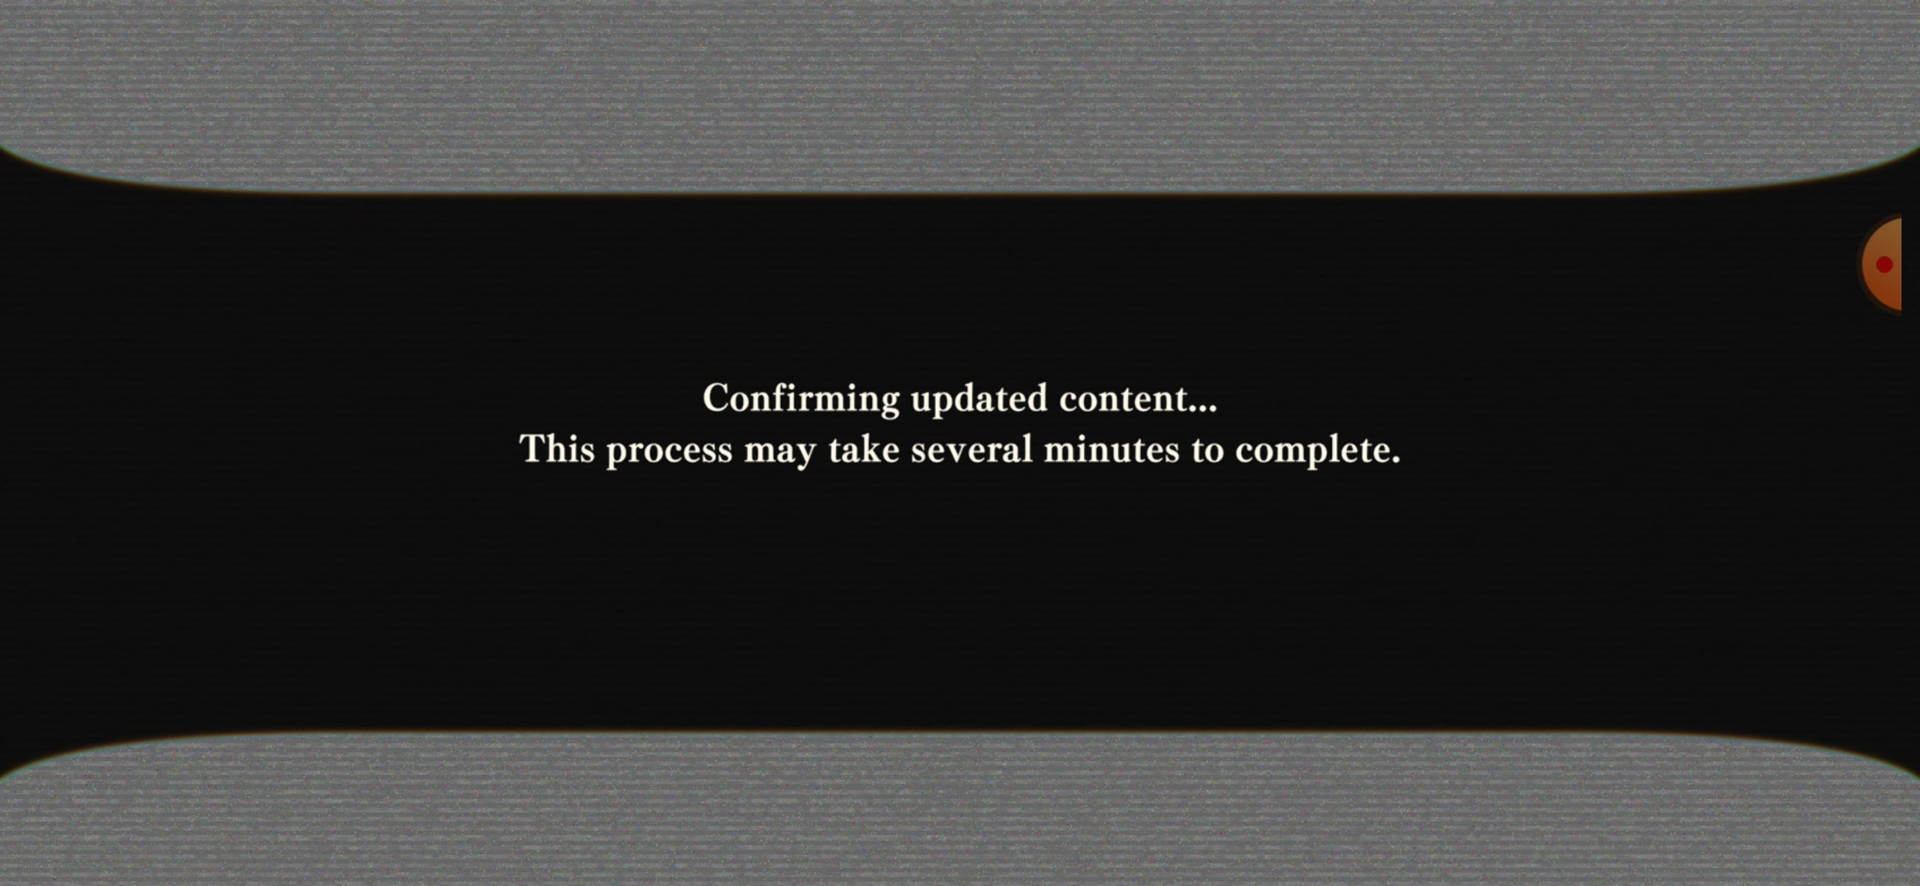 Confirming updated content...
This process may take several minutes to complete.